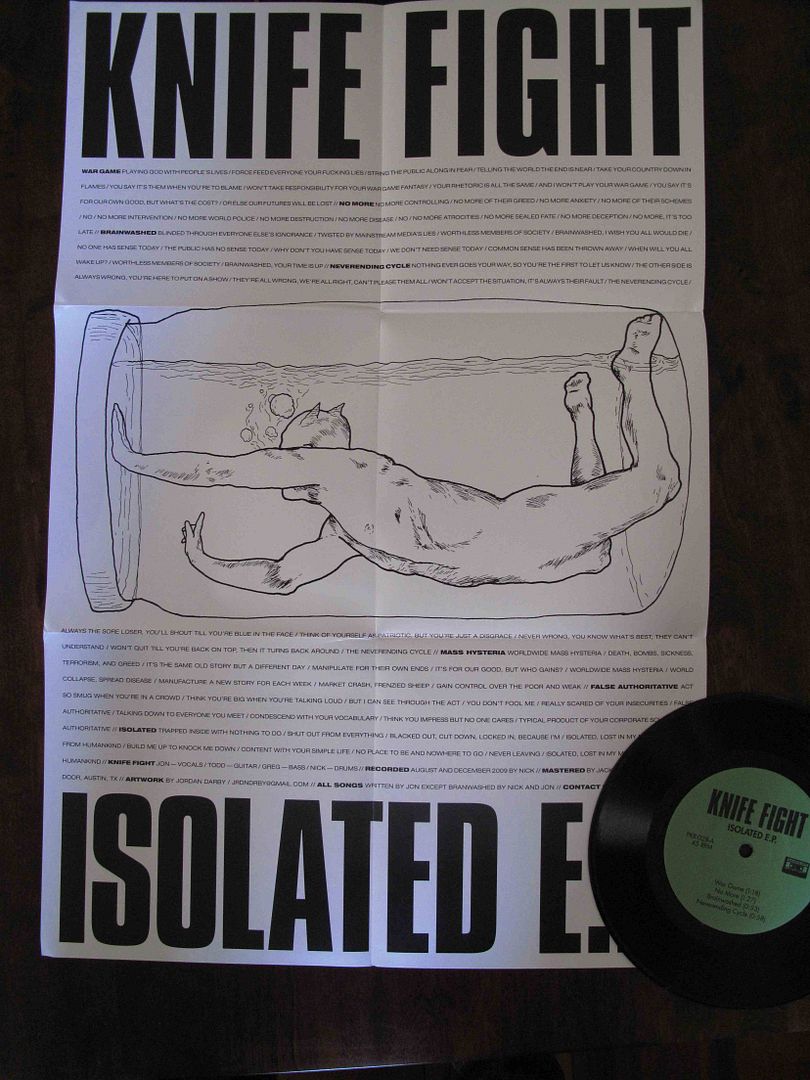 KNIFE FIGHT
WAR GAME PLAYING GOD WITH PEOPLE'S LIVES / FORCE FEED EVERYONE YOUR FUCKING LIES / STRING THE PUBLIC ALONG IN FEAR / TELLING THE WORLD THE END IS NEAR / TAKE YOUR COUNTRY DOWN IN
FLAMES / YOU SAY IT'S THEM WHEN YOU'RE TO BLAME / WON'T TAKE RESPONSIBILITY FOR YOUR WAR GAME FANTASY / YOUR RHETORIC IS ALL THE SAME / AND I WON'T PLAY YOUR WAR GAME / YOU SAY IT'S
FOR OUR OWN GOOD, BUT WHAT'S THE COST? / OR ELSE OUR FUTURES WILL BE LOST // NO MORE NO MORE CONTROLLING / NO MORE OF THEIR GREED / NO MORE ANXIETY / NO MORE OF THEIR SCHEMES
/ NO / NO MORE INTERVENTION / NO MORE WORLD POLICE / NO MORE DESTRUCTION / NO MORE DISEASE / NO / NO MORE ATROCITIES / NO MORE SEALED FATE / NO MORE DECEPTION / NO MORE, IT'S TOO
LATE // BRAINWASHED BLINDED THROUGH EVERYONE ELSE'S IGNORANCE / TWISTED BY MAINSTREAM MEDIA'S LIES / WORTHLESS MEMBERS OF SOCIETY / BRAINWASHED, I WISH YOU ALL WOULD DIE /
NO ONE HAS SENSE TODAY / THE PUBLIC HAS NO SENSE TODAY / WHY DON'T YOU HAVE SENSE TODAY / WE DON'T NEED SENSE TODAY / COMMON SENSE HAS BEEN THROWN AWAY / WHEN WILL YOU ALL
WAKE UP? / WORTHLESS MEMBERS OF SOCIETY / BRAINWASHED, YOUR TIME IS UP // NEVERENDING CYCLE NOTHING EVER GOES YOUR WAY, SO YOU'RE THE FIRST TO LET US KNOW / THE OTHER SIDE IS
ALWAYS WRONG, YOU'RE HERE TO PUT ON A SHOW / THEY'RE ALL WRONG, WE'RE ALL RIGHT, CAN'T PLEASE THEM ALL / WON'T ACCEPT THE SITUATION, IT'S ALWAYS THEIR FAULT / THE NEVERENDING CYCLE /
ALWAYS THE SORE LOSER, YOU'LL SHOUT TILL YOU'RE BLUE IN THE FACE / THINK OF YOURSELF AS PATRIOTIC, BUT YOU'RE JUST A DISGRACE / NEVER WRONG, YOU KNOW WHAT'S BEST, THEY CAN'T
UNDERSTAND / WON'T QUIT TILL YOU'RE BACK ON TOP, THEN IT TURNS BACK AROUND / THE NEVERENDING CYCLE // MASS HYSTERIA WORLDWIDE MASS HYSTERIA / DEATH, BOMBS, SICKNESS,
TERRORISM, AND GREED / IT'S THE SAME OLD STORY BUT A DIFFERENT DAY / MANIPULATE FOR THEIR OWN ENDS / IT'S FOR OUR GOOD, BUT WHO GAINS? / WORLDWIDE MASS HYSTERIA / WORLD
COLLAPSE, SPREAD DISEASE / MANUFACTURE A NEW STORY FOR EACH WEEK / MARKET CRASH, FRENZIED SHEEP / GAIN CONTROL OVER THE POOR AND WEAK // FALSE AUTHORITATIVE ACT
SO SMUG WHEN YOU'RE IN A CROWD / THINK YOU'RE BIG WHEN YOU'RE TALKING LOUD / BUT I CAN SEE THROUGH THE ACT / YOU DON'T FOOL ME / REALLY SCARED OF YOUR INSECURITIES / FALSE
AUTHORITATIVE / TALKING DOWN TO EVERYONE YOU MEET / CONDESCEND WITH YOUR VOCABULARY / THINK YOU IMPRESS BUT NO ONE CARES / TYPICAL PRODUCT OF YOUR CORPORATE
AUTHORITATIVE // ISOLATED TRAPPED INSIDE WITH NOTHING TO DO / SHUT OUT FROM EVERYTHING / BLACKED OUT, CUT DOWN, LOCKED IN, BECAUSE I'M / ISOLATED, LOST IN MY
FROM HUMANKIND / BUILD ME UP TO KNOCK ME DOWN / CONTENT WITH YOUR SIMPLE LIFE / NO PLACE TO BE AND NOWHERE TO GO / NEVER LEAVING / ISOLATED, LOST IN MY
HUMANKIND // KNIFE FIGHT JON — VOCALS / TODD — GUITAR / GREG — BASS / NICK — DRUMS // RECORDED AUGUST AND DECEMBER 2009 BY NICK // MASTERED BY
DOOR, AUSTIN, TX // ARTWORK BY JORDAN DARBY / JRDNDRBY@GMAIL.COM // ALL SONGS WRITTEN BY JON EXCEPT BRAINWASHED BY NICK AND JON // CONTACT
ISOLATED E.
KNIFE FIGHT
ISOLATED E.P.
45 RPM
War Game (1:18)
No More (1:27)
Brainwashed (0:53)
Neverending Cycle (0:58)